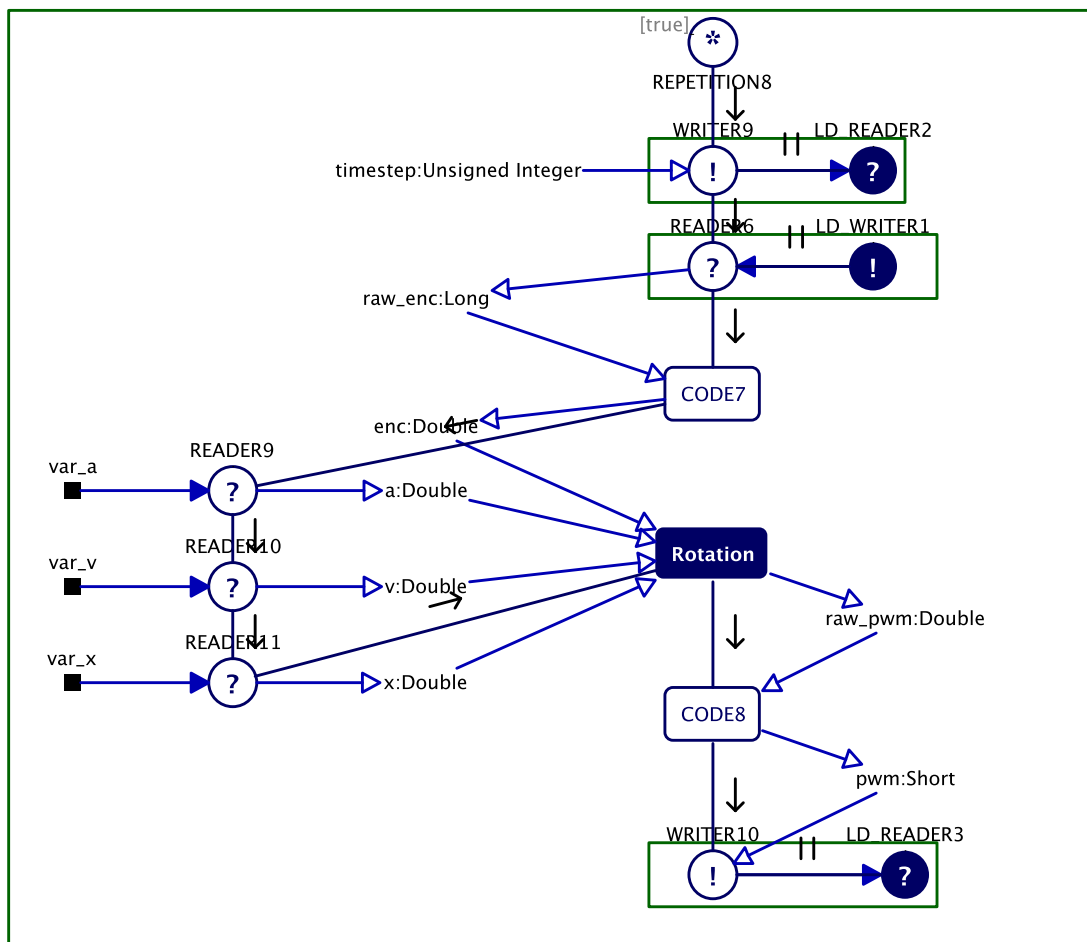 [true]
*
REPETITION8
WRITER9
LD_READER2
timestep:Unsigned Integer
!
?
READER6
LD_WRITER1
?
!
raw_enc:Long
CODE7
enc:Double
READER9
var_a
?
a:Double
READER10
var_v
?
v:Double
Rotation
raw_pwm:Double
READER11
var_x
?
x:Double
CODE8
pwm:Short
WRITER10
LD_READER3
!
?